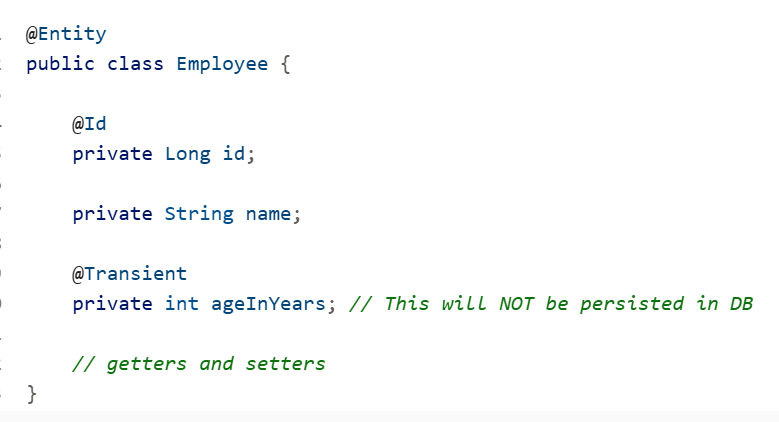 @Entity
public class Employee {
@Id
private Long id;
private String name;
@Transient
private int ageInYears; // This will NOT be persisted in DB
// getters and setters
}